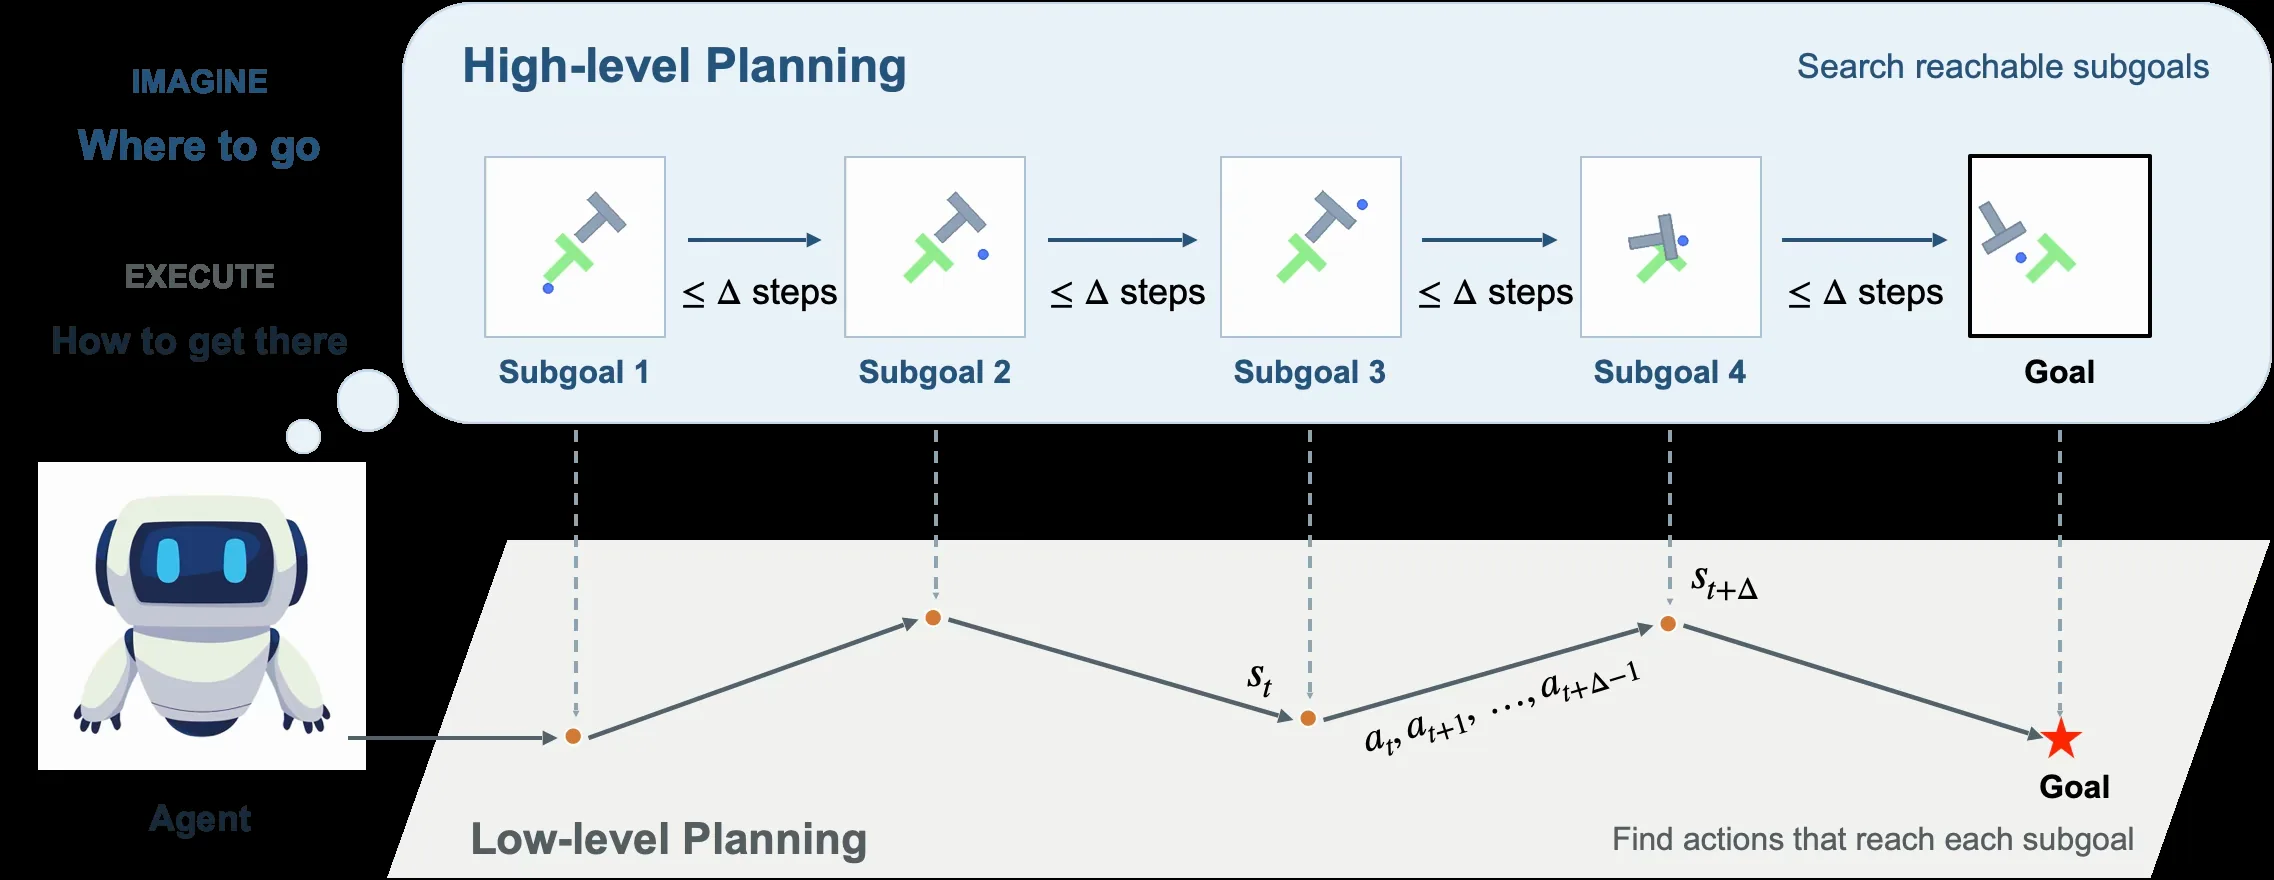 IMAGINE
Where to go
EXECUTE
How to get there
Agent
High-level Planning
Search reachable subgoals
≤ Δ steps
≤ Δ steps
≤ Δ steps
≤ Δ steps
Subgoal 1
Subgoal 2
Subgoal 3
Subgoal 4
Goal
s_{t+Δ}
s_t
a_t, a_{t+1}, …, a_{t+Δ−1}
Goal
Low-level Planning
Find actions that reach each subgoal